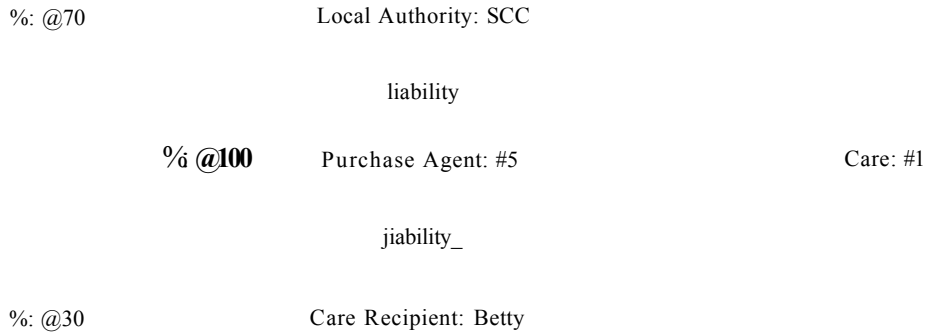 %: @70 Local Authority: SCC
liability
%: @100 Purchase Agent: #5 Care: #1
jiability_
%: @30 Care Recipient: Betty